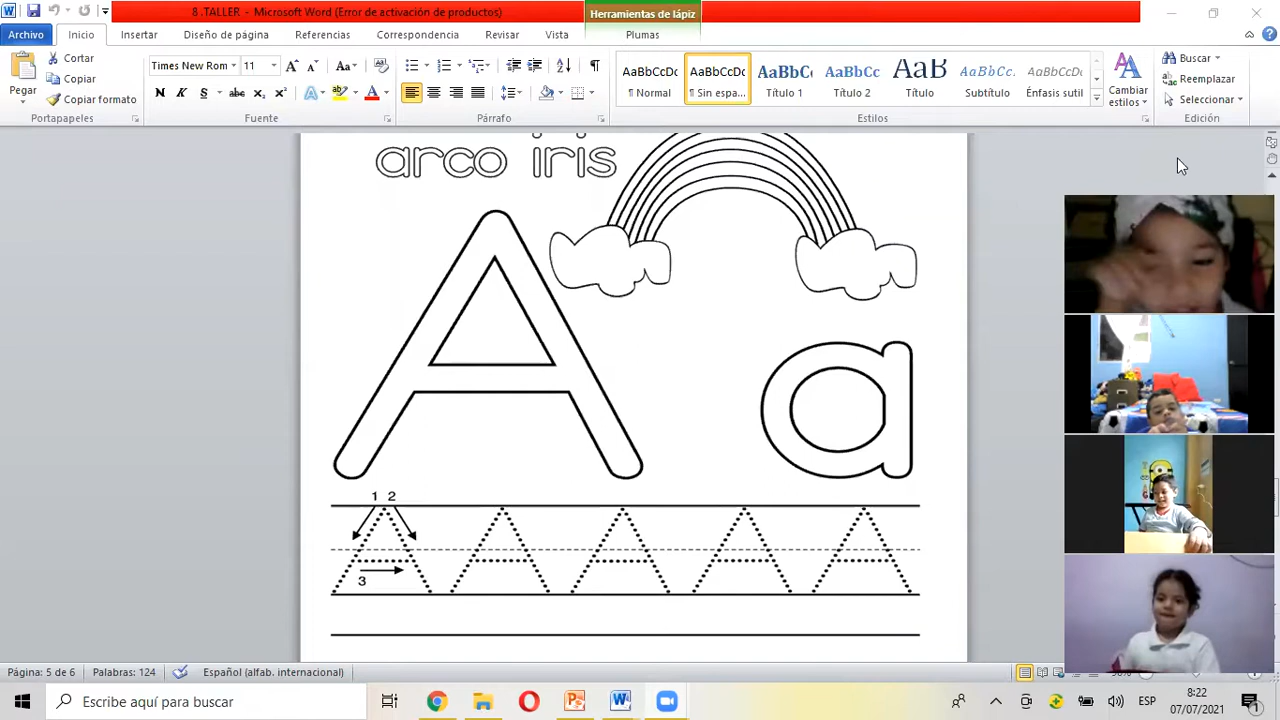 8 .TALLER - Microsoft Word (Error de activación de productos)
Herramientas de lápiz
Archivo Inicio Insertar Diseño de página Referencias Correspondencia Revisar Vista Plumas
Pegar
Cortar
Copiar
Copiar formato
Portapapeles
Times New Rom 11
N K S abc x₂ x²
Fuente
Párrafo
AaBbCcDc AaBbCcDc AaBbCc AaBbCc AaB AaBbCcDc AaBbCcDc
¶ Normal ¶ Sin espa... Título 1 Título 2 Título Subtítulo Énfasis sutil
Estilos
Cambiar estilos
Buscar
Reemplazar
Seleccionar
Edición
arco iris
A a
1 2
3
A A A A A
Página: 5 de 6 Palabras: 124 Español (alfab. internacional)
Escribe aquí para buscar
ESP
8:22
07/07/2021